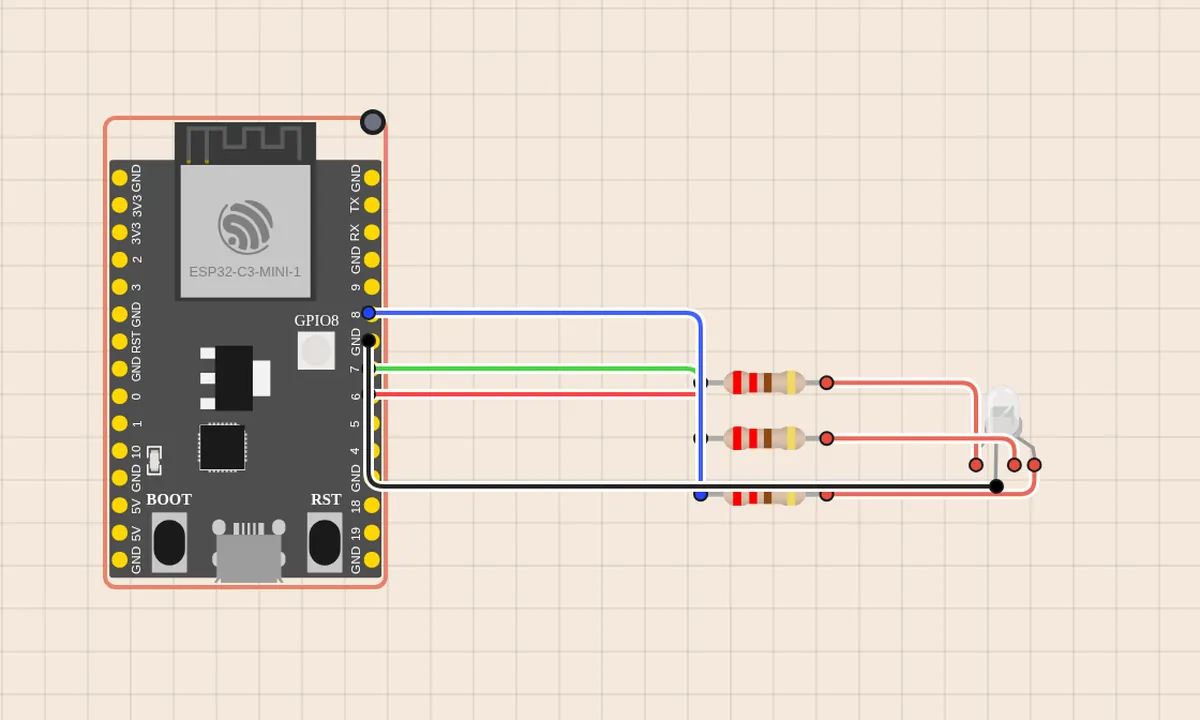 GND
3V3
3V3
2
3
GND
RST
GND
0
1
10
GND
5V
5V
GND
ESP32-C3-MINI-1
GPIO8
BOOT
RST
GND
TX
RX
GND
9
8
GND
7
6
5
4
GND
18
19
GND